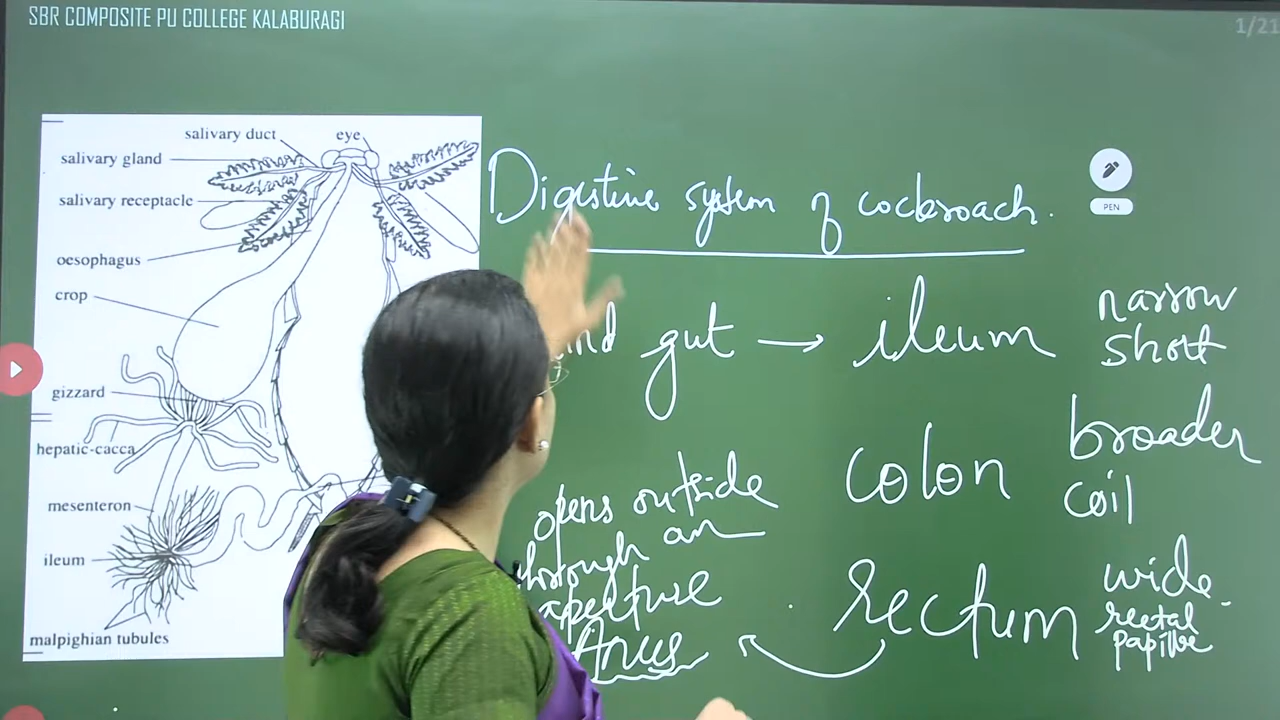 SBR COMPOSITE PU COLLEGE KALABURAGI
1/21
salivary duct
eye
salivary gland
salivary receptacle
oesophagus
crop
gizzard
hepatic-cacca
mesenteron
ileum
malpighian tubules
Digestive system of cockroach.
PEN
gut → ileum
narrow
short
colon
broader
coil
rectum
wide
rectal
papillae
opens outside
through an
aperture
Anus